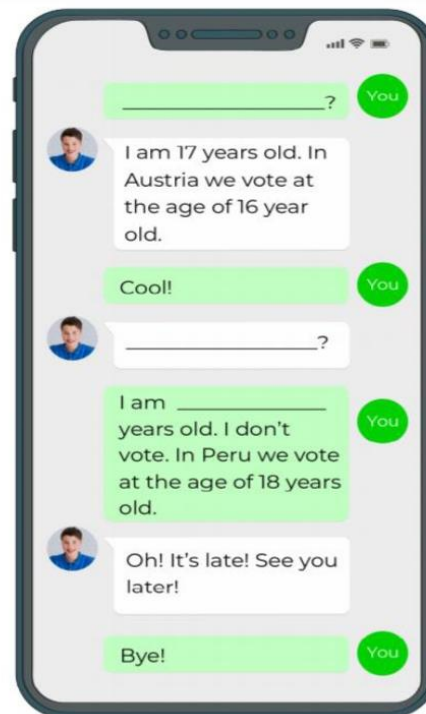 _________________? You
I am 17 years old. In
Austria we vote at
the age of 16 year
old.
Cool! You
_________________?
I am _____________
years old. I don't You
vote. In Peru we vote
at the age of 18 years
old.
Oh! It's late! See you
later!
Bye! You